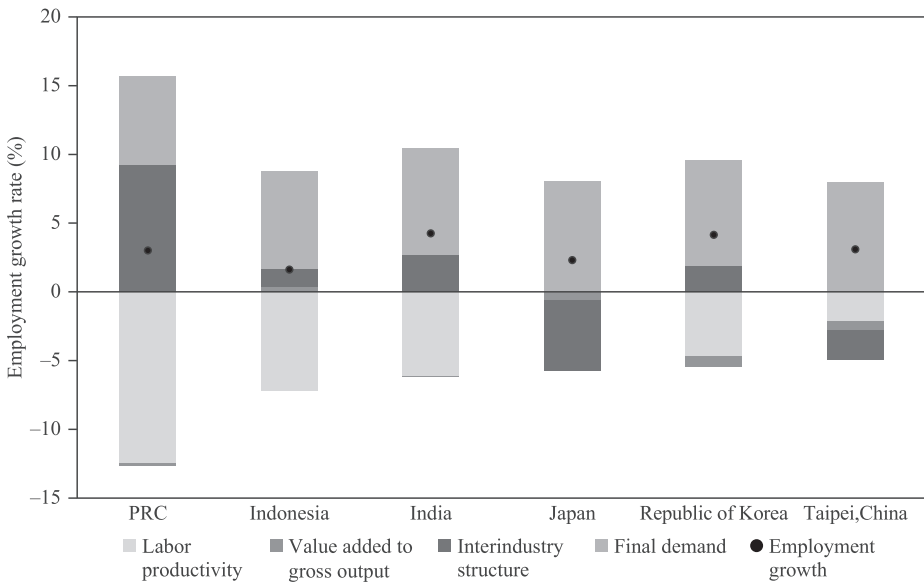 Employment growth rate (%)
20
15
10
5
0
–5
–10
–15
PRC
Indonesia
India
Japan
Republic of Korea
Taipei,China
Labor
productivity
Value added to
gross output
Interindustry
structure
Final demand
Employment
growth